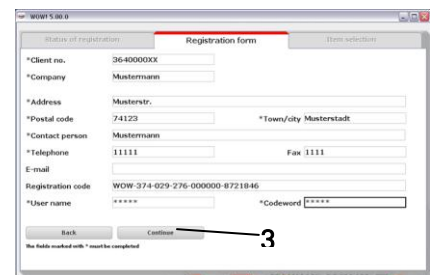 WOW! 5.00.0
Status of registration Registration form Item selection
*Client no. 3640000XX
*Company Mustermann
*Address Musterstr.
*Postal code 74123 *Town/city Musterstadt
*Contact person Mustermann
*Telephone 11111 Fax 1111
E-mail
Registration code WOW-374-029-276-000000-8721846
*User name ***** *Codeword *****
Back Continue 3
The fields marked with * must be completed